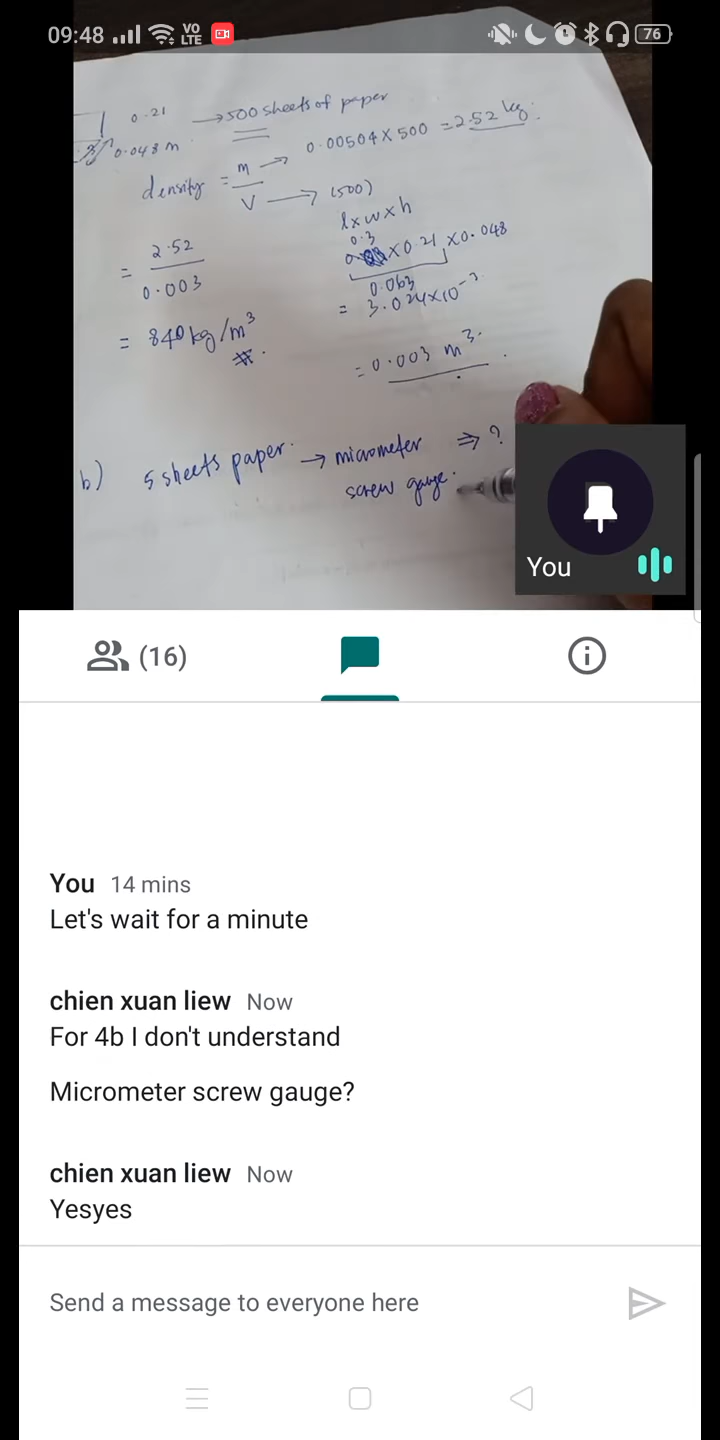 09:48 VO LTE 76
0.21 → 500 sheets of paper
0.048 m
0.00504 X 500 = 2.52 kg.
density = m/V → (500)
l x w x h
0.3
x 0.21 x 0.048
0.063
= 2.52 / 0.003
= 3.024 x 10⁻³
= 840 kg/m³
= 0.003 m³.
b) 5 sheets paper. → micrometer ⇒ ?
screw gauge.
You
(16)
You 14 mins
Let's wait for a minute
chien xuan liew Now
For 4b I don't understand
Micrometer screw gauge?
chien xuan liew Now
Yesyes
Send a message to everyone here